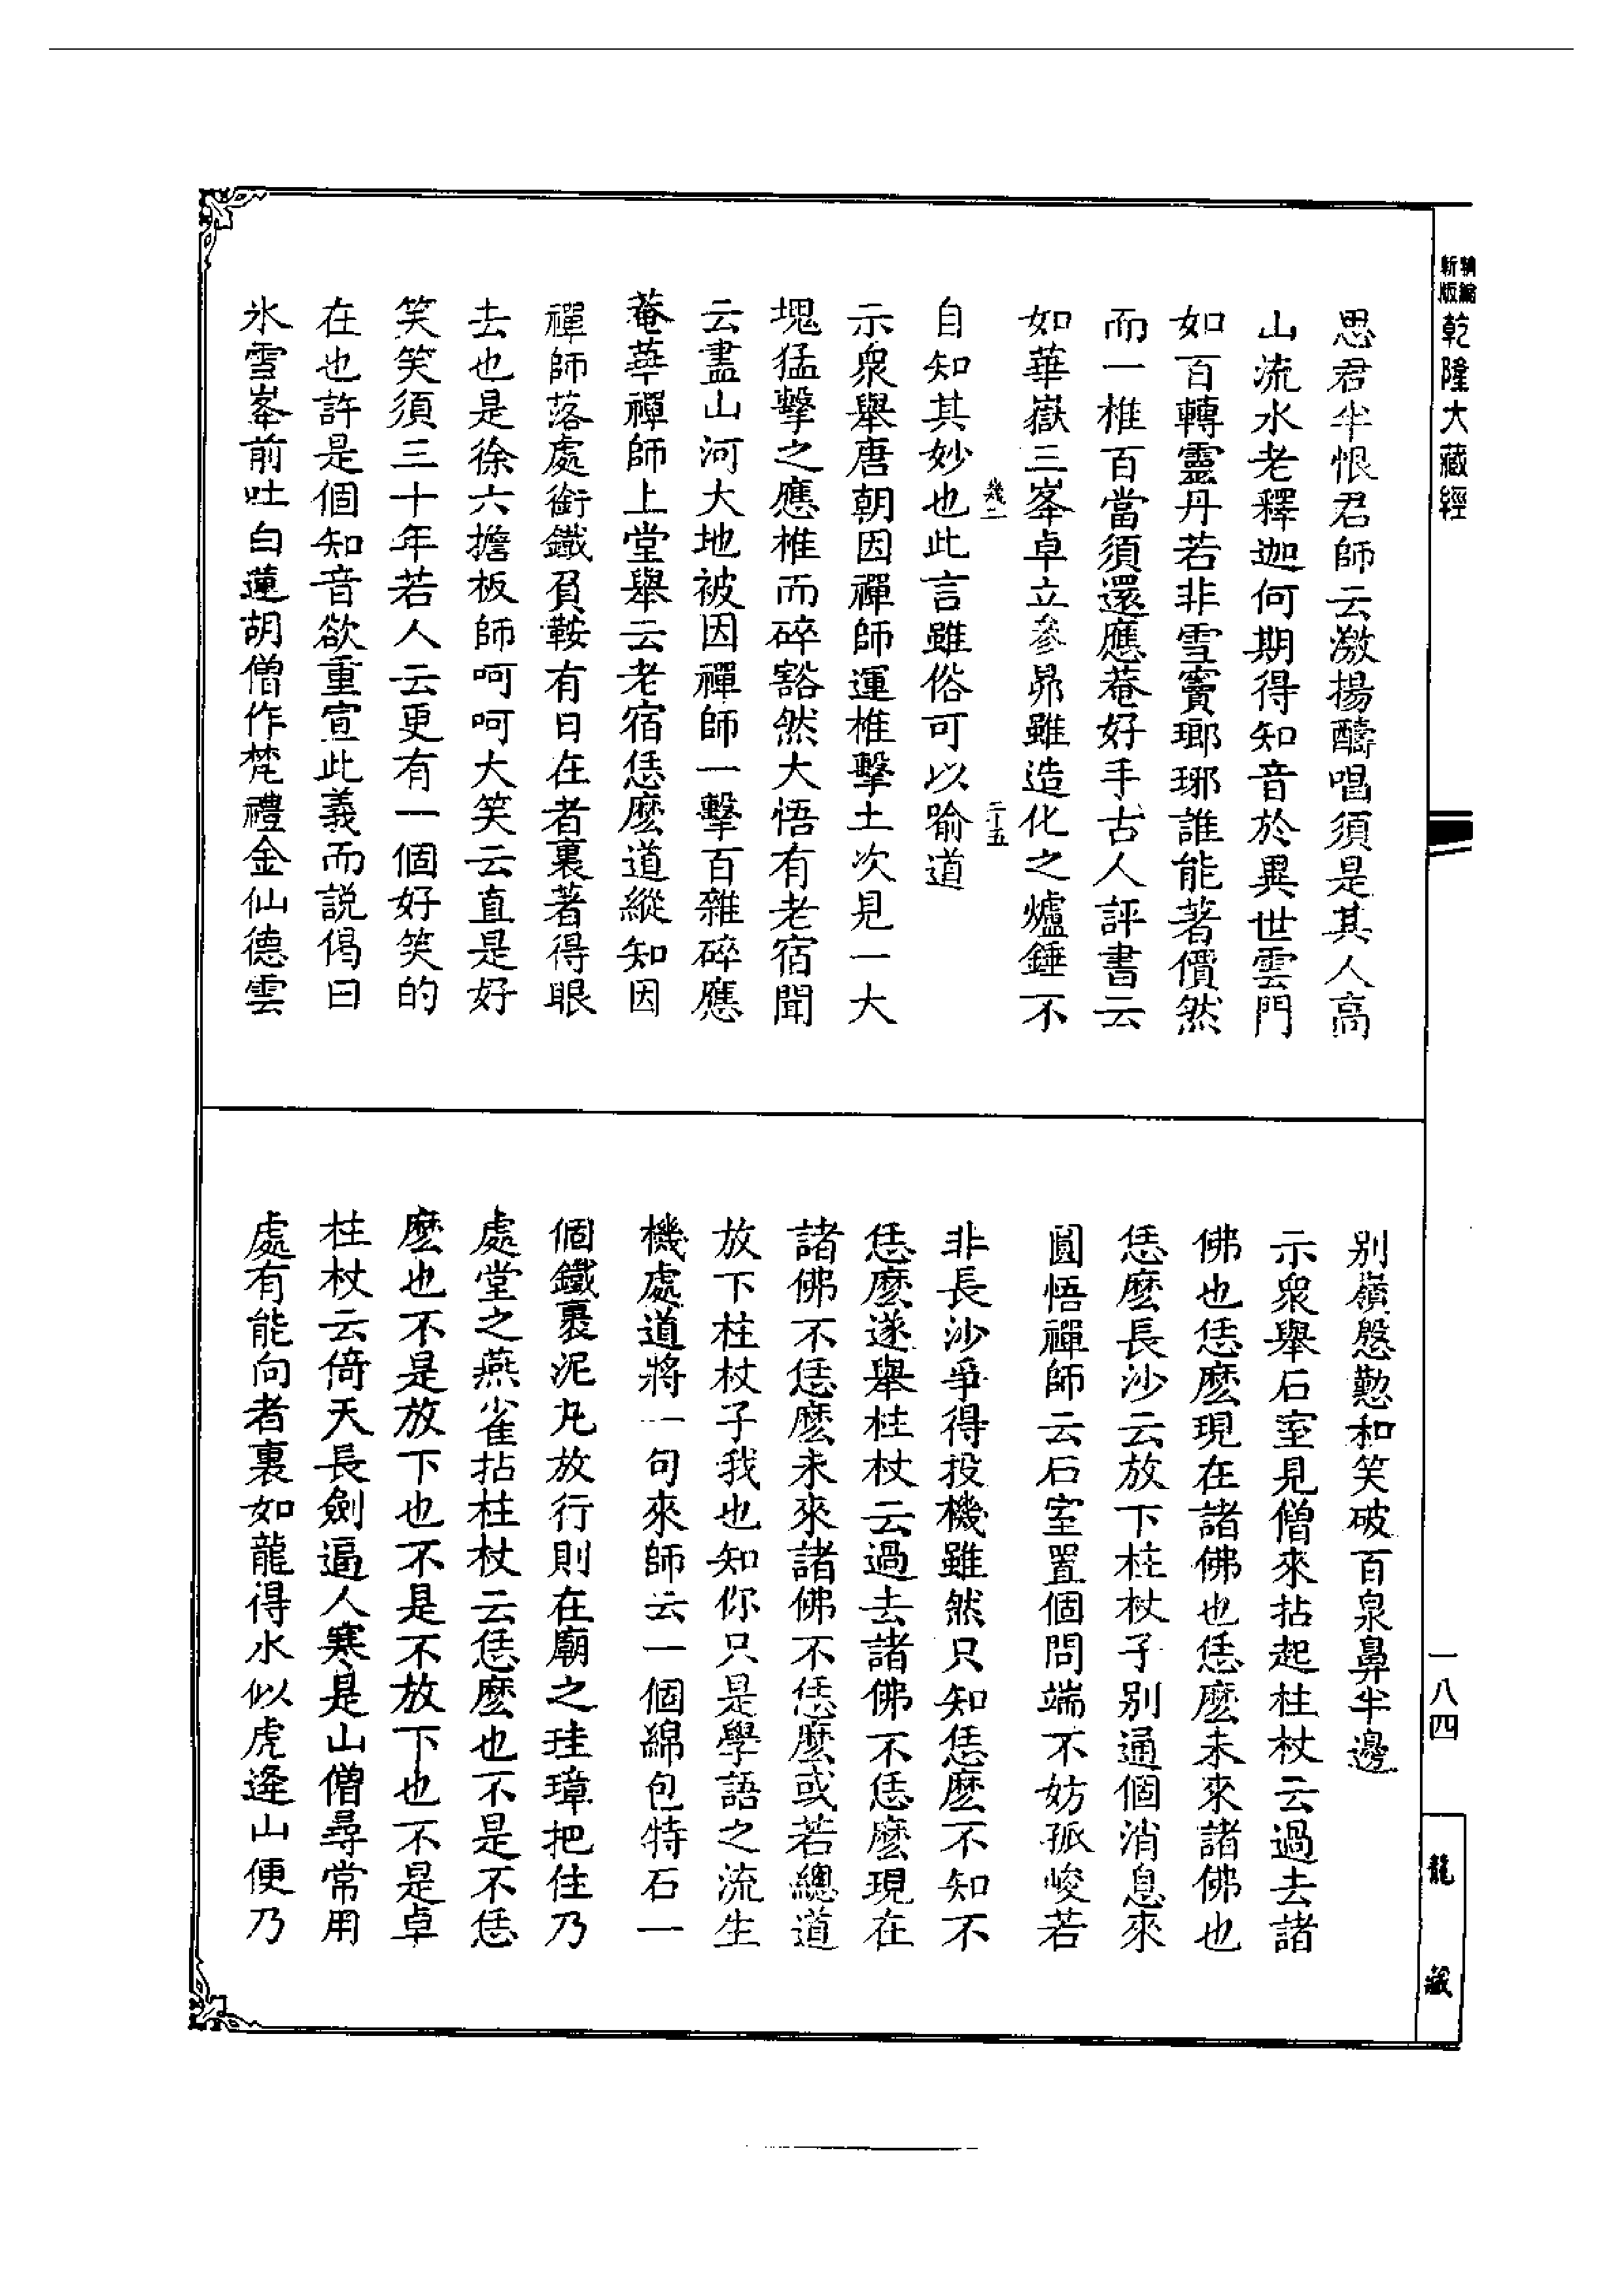 新版
精縮
乾隆大藏經
思君半恨君師云激揚醻唱須是其人高
山流水老釋迦何期得知音於異世雲門
如百轉靈丹若非雪竇瑯琊誰能著價然
而一椎百當須還應菴好手古人評書云
如華嶽三峯卓立參昴雖造化之爐錘不
幾二
二十五
自知其妙也此言雖俗可以喻道
示衆舉唐朝因禪師運椎擊土次見一大
塊猛擊之應椎而碎豁然大悟有老宿聞
云盡山河大地被因禪師一擊百雜碎應
菴華禪師上堂舉云老宿恁麼道縱知因
禪師落處銜鐵負鞍有日在者裏著得眼
去也是徐六擔板師呵呵大笑云直是好
笑笑須三十年若人云更有一個好笑的
在也許是個知音欲重宣此義而說偈曰
氷雪峯前吐白蓮胡僧作梵禮金仙德雲
別嶺慇懃和笑破百泉鼻半邊
示衆舉石室見僧來拈起柱杖云過去諸
佛也恁麼現在諸佛也恁麼未來諸佛也
恁麼長沙云放下柱杖子別通個消息來
圓悟禪師云石室置個問端不妨孤峻若
非長沙爭得投機雖然只知恁麼不知不
恁麼遂舉柱杖云過去諸佛不恁麼現在
諸佛不恁麼未來諸佛不恁麼或若總道
放下柱杖子我也知你只是學語之流生
機處道將一句來師云一個綿包特石一
個鐵裹泥丸放行則在廟之珪璋把住乃
處堂之燕雀拈柱杖云恁麼也不是不恁
麼也不是放下也不是不放下也不是卓
柱杖云倚天長劍逼人寒是山僧尋常用
處有能向者裏如龍得水似虎逢山便乃
一八四
龍藏